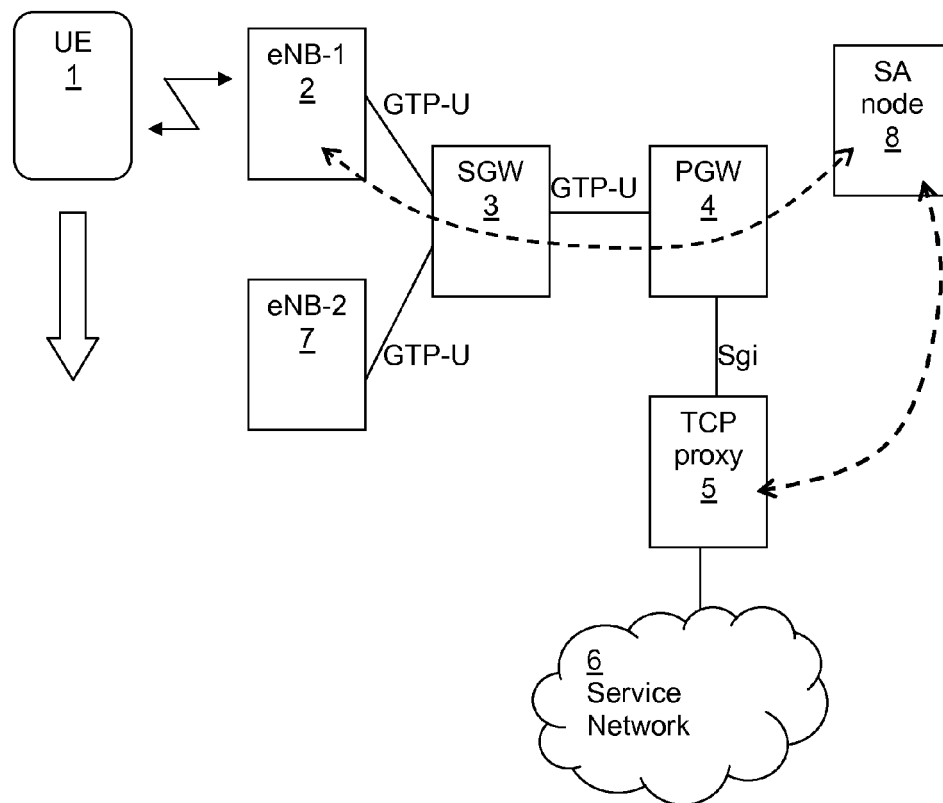 UE
1
eNB-1
2
GTP-U
SA
node
8
SGW
3
GTP-U
PGW
4
eNB-2
7
GTP-U
Sgi
TCP
proxy
5
6
Service
Network